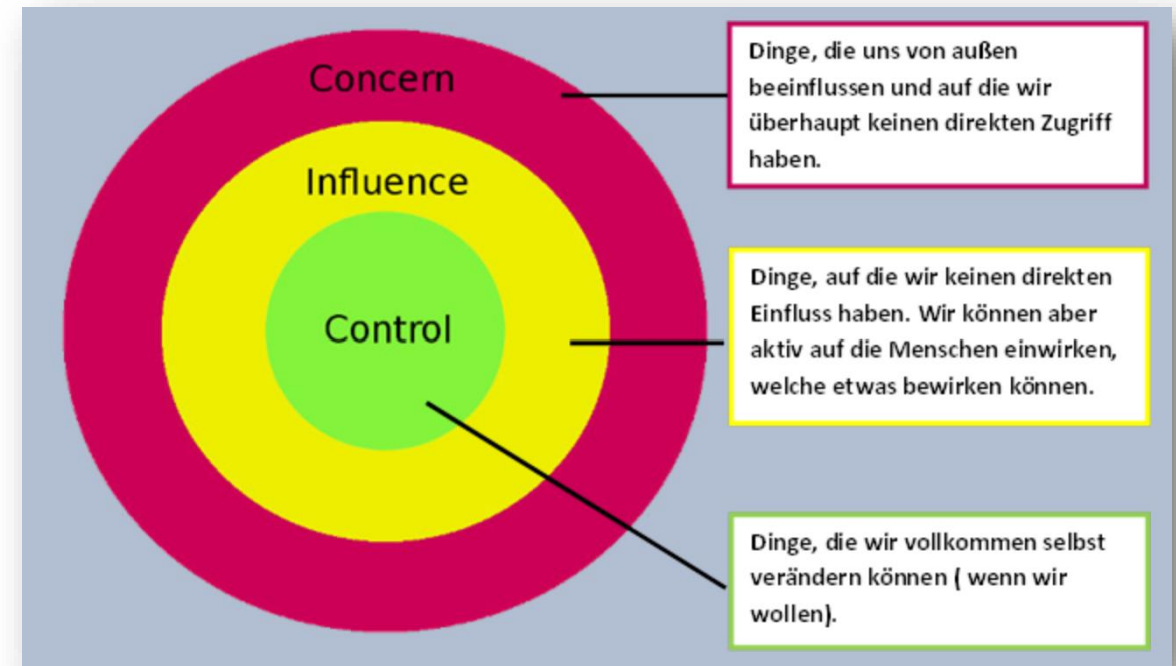 Concern
Influence
Control
Dinge, die uns von außen
beeinflussen und auf die wir
überhaupt keinen direkten Zugriff
haben.
Dinge, auf die wir keinen direkten
Einfluss haben. Wir können aber
aktiv auf die Menschen einwirken,
welche etwas bewirken können.
Dinge, die wir vollkommen selbst
verändern können ( wenn wir
wollen).